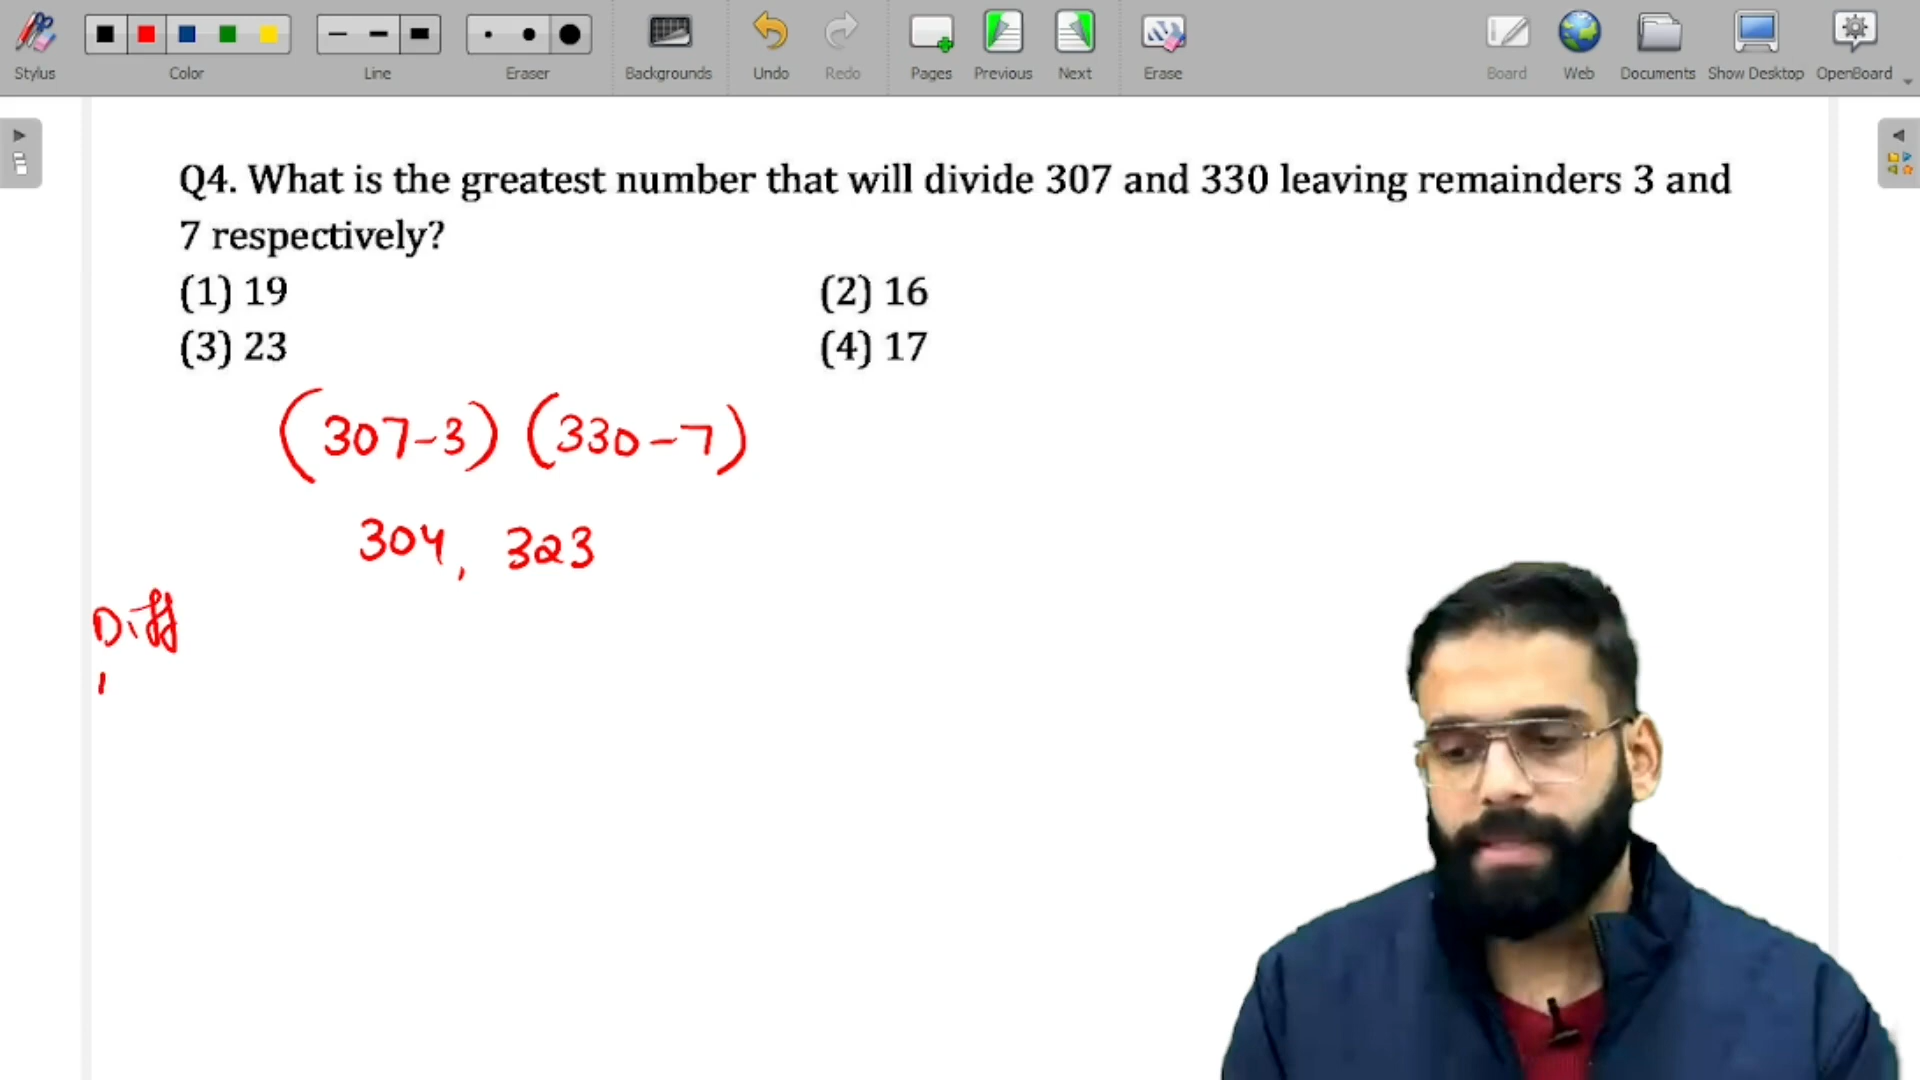 Stylus Color Line Eraser Backgrounds Undo Redo Pages Previous Next Erase Board Web Documents Show Desktop OpenBoard
Q4. What is the greatest number that will divide 307 and 330 leaving remainders 3 and
7 respectively?
(1) 19 (2) 16
(3) 23 (4) 17
(307-3) (330-7)
304, 323
Diff